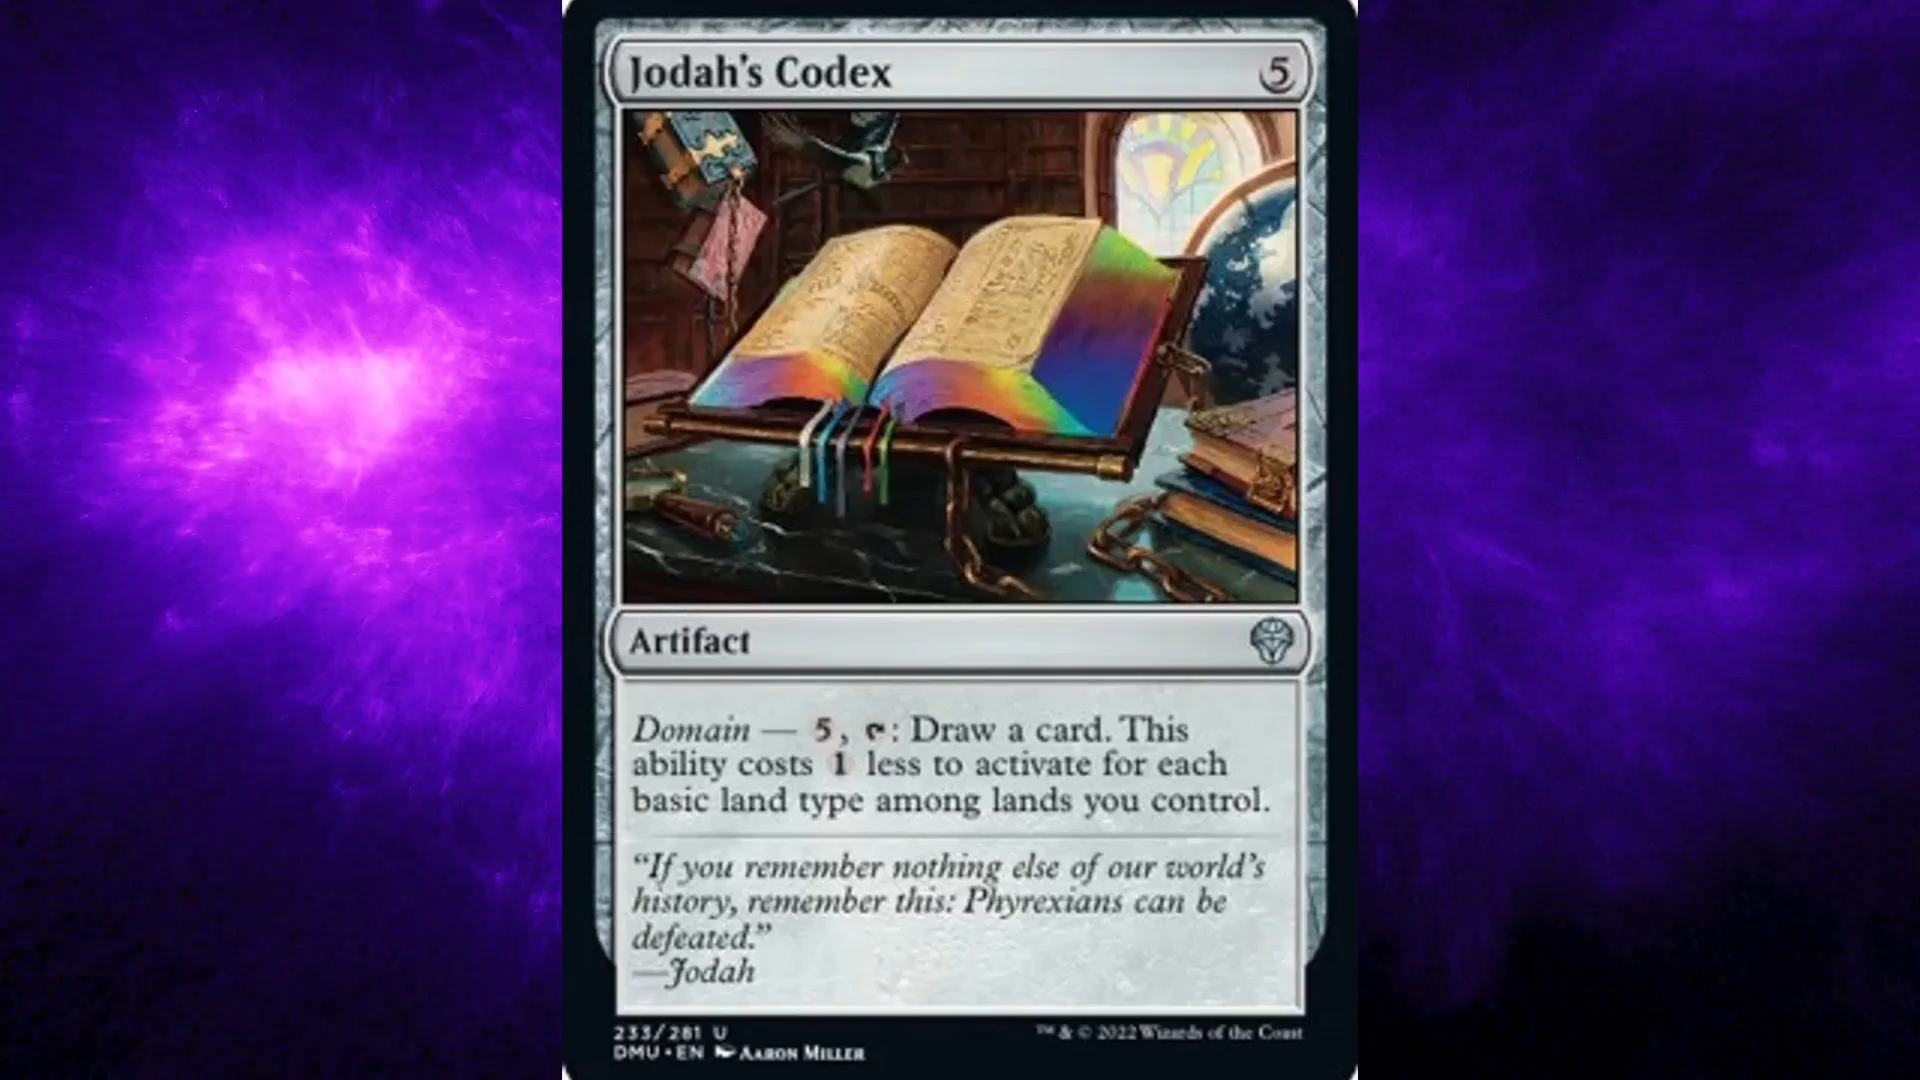 Jodah's Codex 5
Artifact
Domain — 5, T: Draw a card. This
ability costs 1 less to activate for each
basic land type among lands you control.
“If you remember nothing else of our world's
history, remember this: Phyrexians can be
defeated.”
—Jodah
233/281 U
™ & © 2022 Wizards of the Coast
DMU • EN Aaron Miller